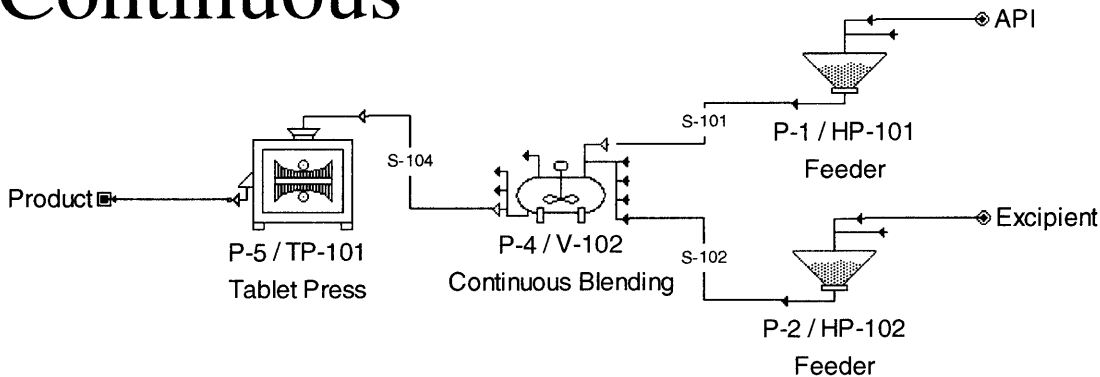 Continuous
API
S-101
P-1 / HP-101
Feeder
S-104
Product
P-5 / TP-101
Tablet Press
P-4 / V-102
Continuous Blending
Excipient
S-102
P-2 / HP-102
Feeder